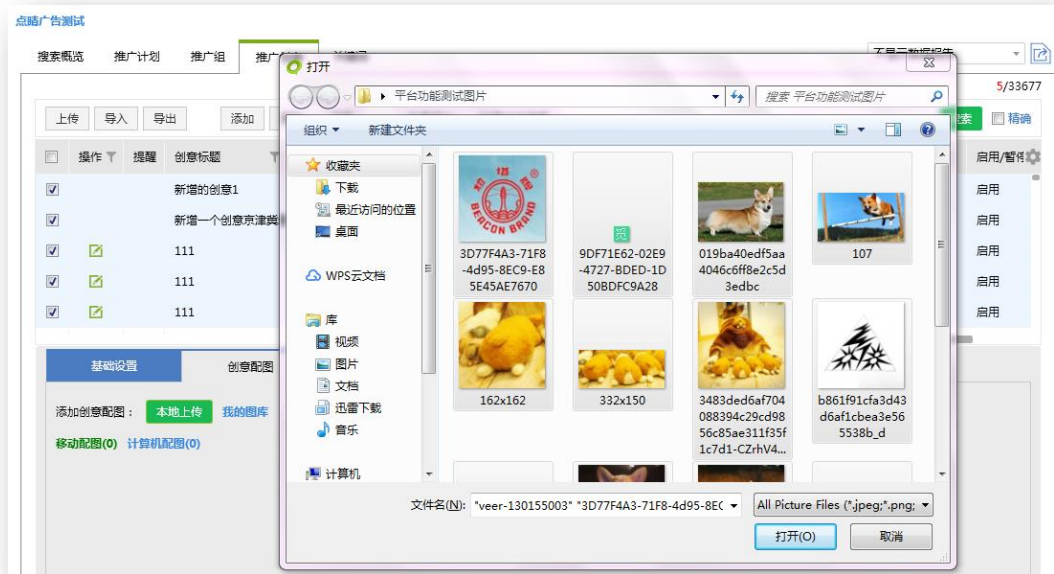 点睛广告测试
搜索概览 推广计划 推广组
打开
平台功能测试图片
搜索 平台功能测试图片
5/33677
上传 导入 导出 添加
精确
组织 新建文件夹
操作 提醒 创意标题
启用/暂停
收藏夹
下载
最近访问的位置
桌面
WPS云文档
库
视频
图片
文档
迅雷下载
音乐
计算机
新增的创意1
新增一个创意京津冀
111
111
111
启用
启用
启用
启用
启用
BEACON BRAND
觅
3D77F4A3-71F8
-4d95-8EC9-E8
5E45AE7670
9DF71E62-02E9
-4727-BDED-1D
50BDFC9A28
019ba40edf5aa
4046c6ff8e2c5d
3edbc
107
162x162
332x150
3483ded6af704
088394c29cd98
56c85ae311f35f
1c7d1-CZrhV4...
b861f91cfa3d43
d6af1cbea3e56
5538b_d
基础设置 创意配图
添加创意配图： 本地上传 我的图库
移动配图(0) 计算机配图(0)
文件名(N): "veer-130155003" "3D77F4A3-71F8-4d95-8EC
All Picture Files (*.jpeg;*.png;
打开(O) 取消